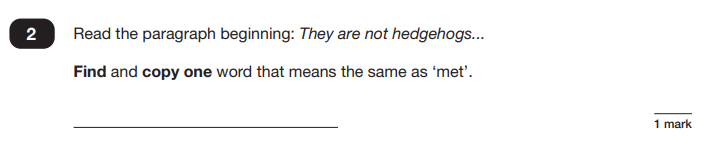 2 Read the paragraph beginning: They are not hedgehogs...
Find and copy one word that means the same as ‘met’.
1 mark